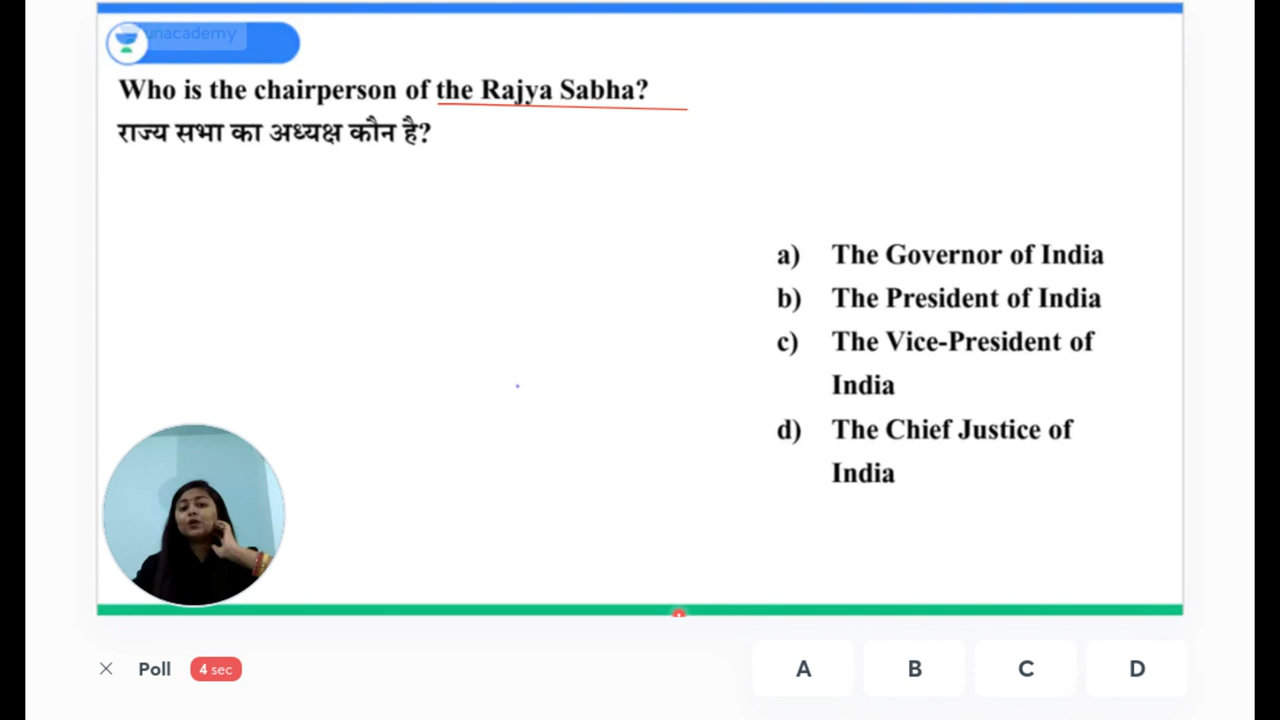 unacademy
Who is the chairperson of the Rajya Sabha?
राज्य सभा का अध्यक्ष कौन है?
a) The Governor of India
b) The President of India
c) The Vice-President of
India
d) The Chief Justice of
India
Poll 4 sec A B C D